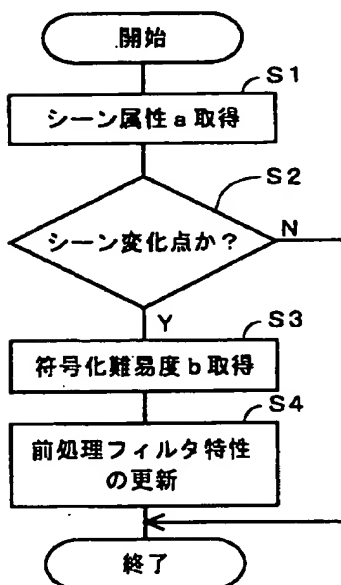 開始
S1
シーン属性a取得
S2
シーン変化点か?
N
Y
S3
符号化難易度b取得
S4
前処理フィルタ特性
の更新
終了